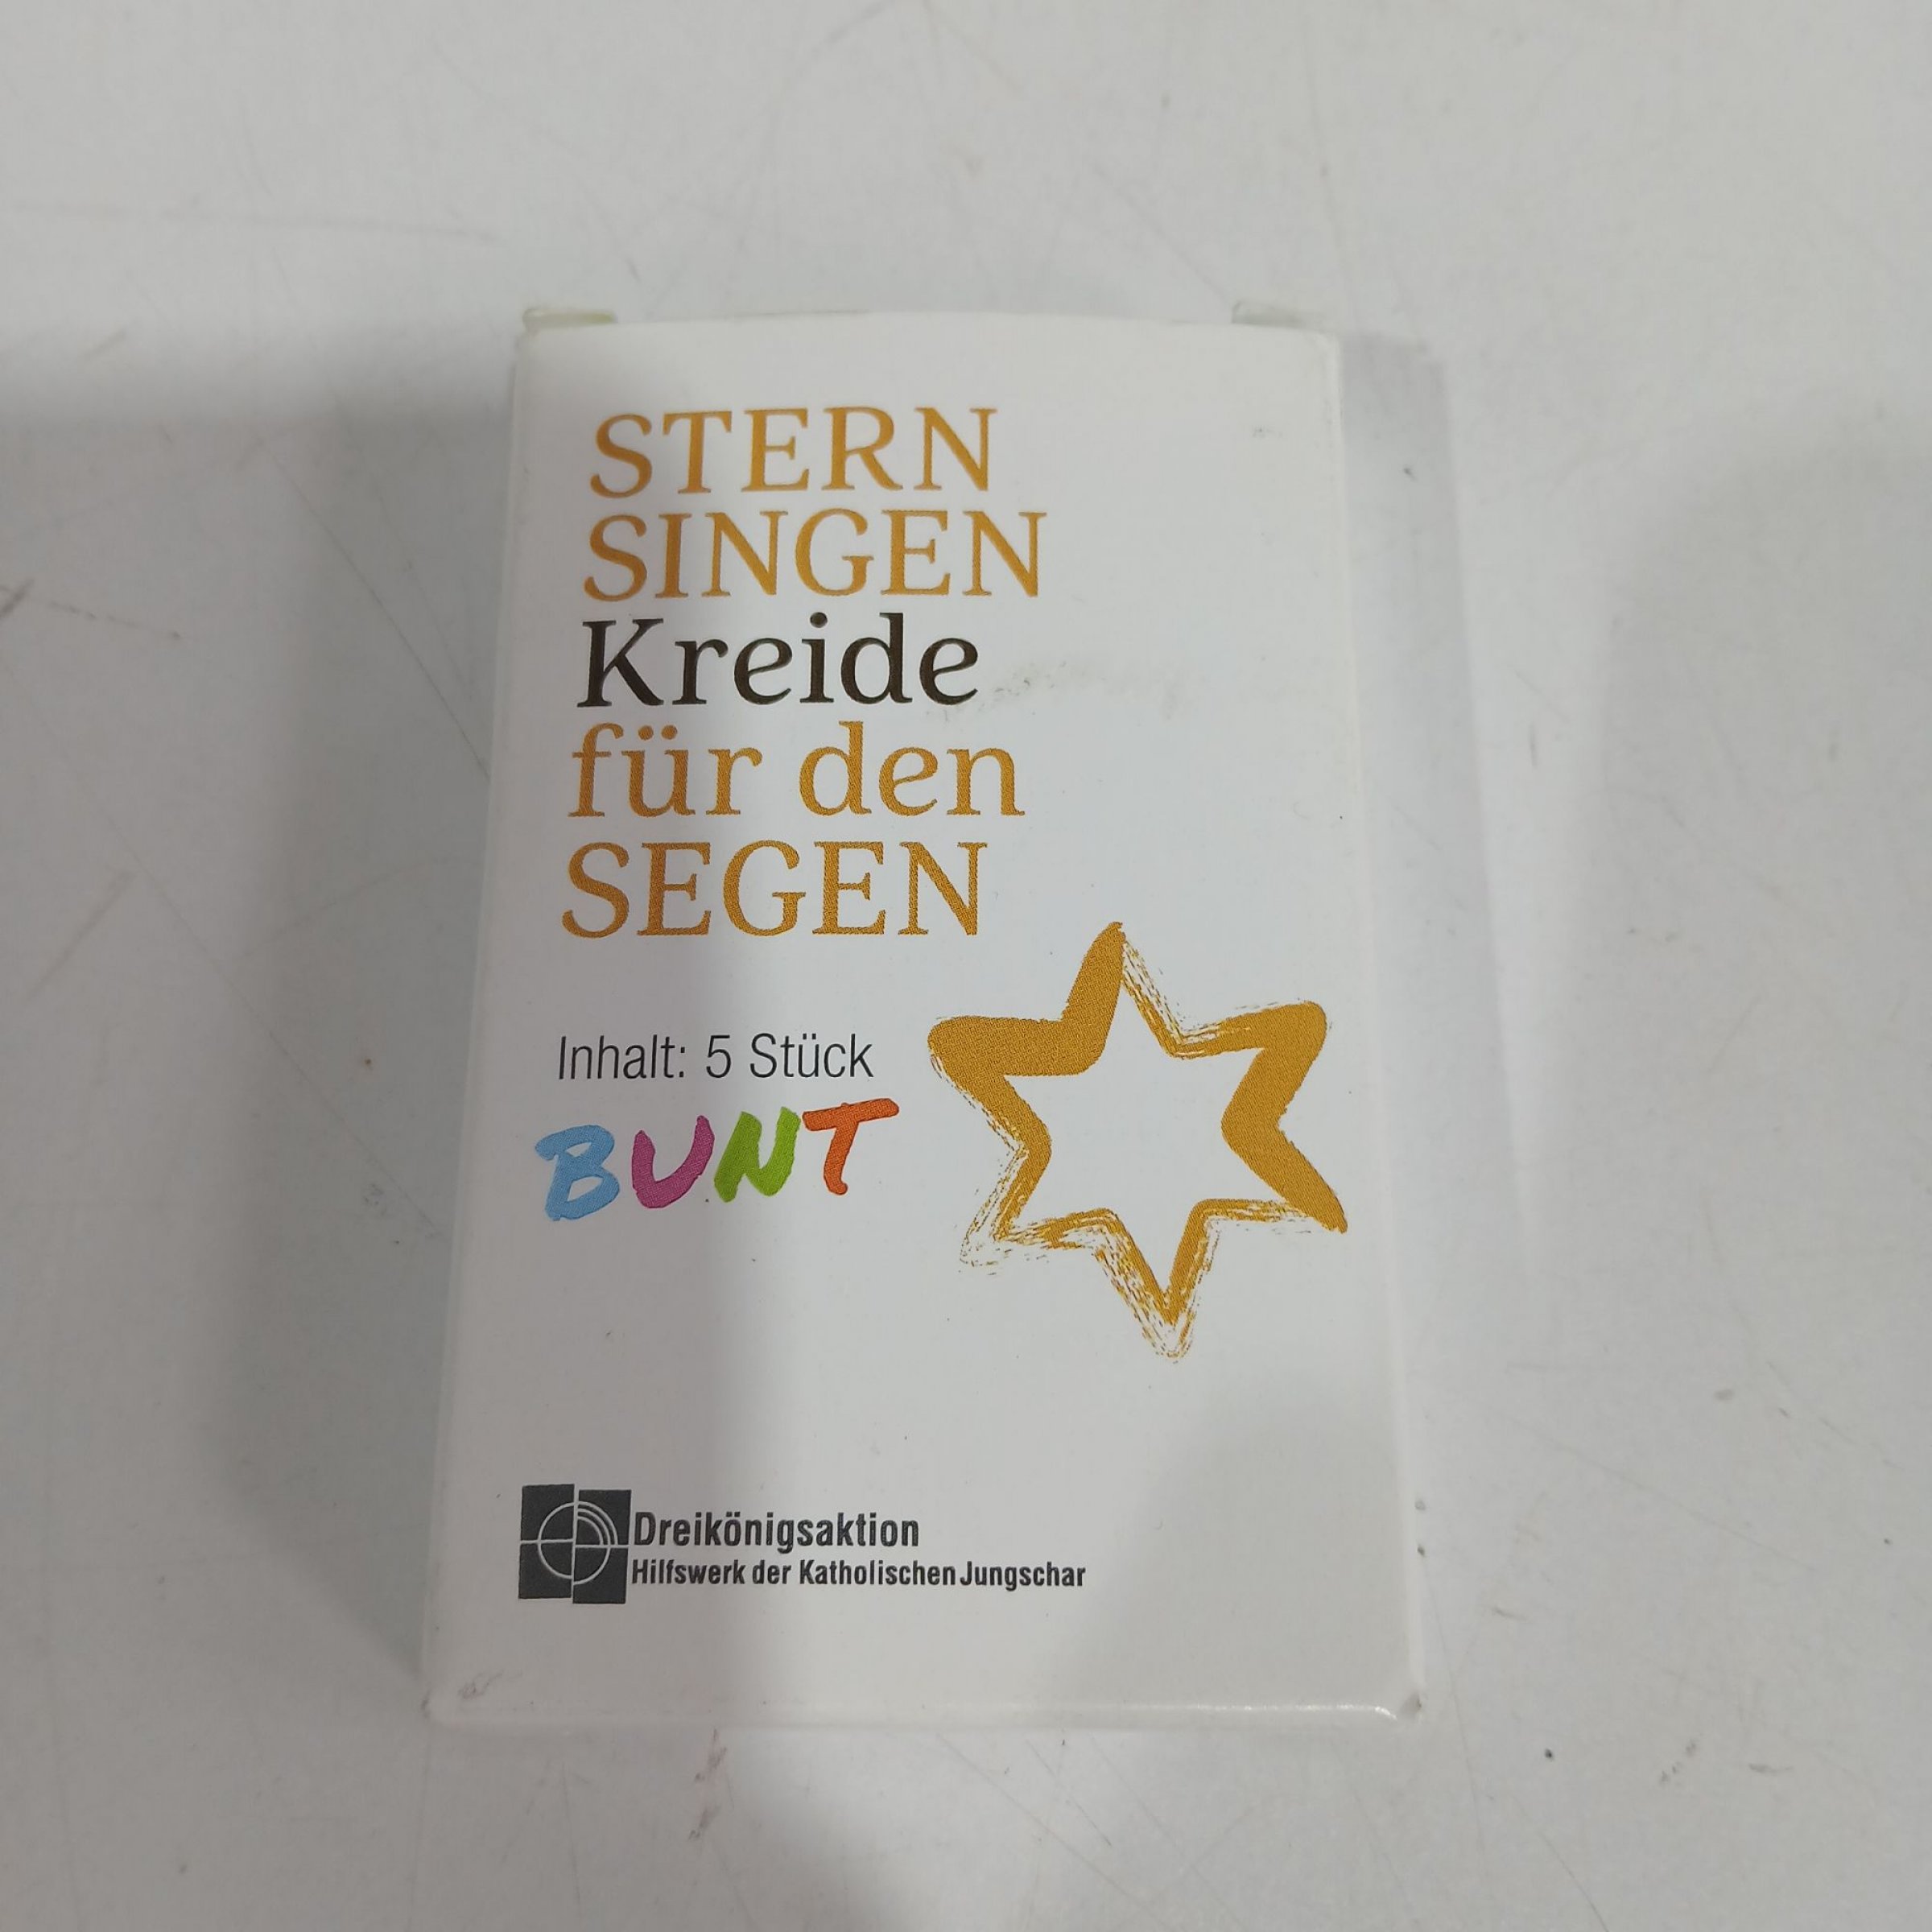 STERN
SINGEN
Kreide
für den
SEGEN
Inhalt: 5 Stück
BUNT
Dreikönigsaktion
Hilfswerk der Katholischen Jungschar